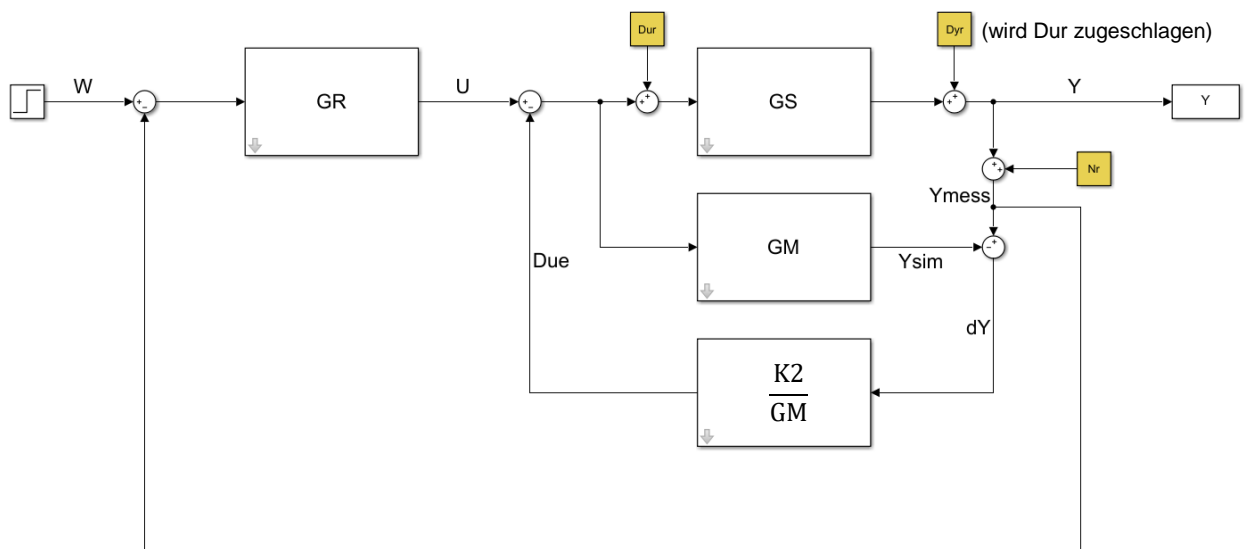 Dur
Dyr
(wird Dur zugeschlagen)
W
GR
U
GS
Y
Y
Nr
Ymess
GM
Ysim
Due
dY
K2
GM